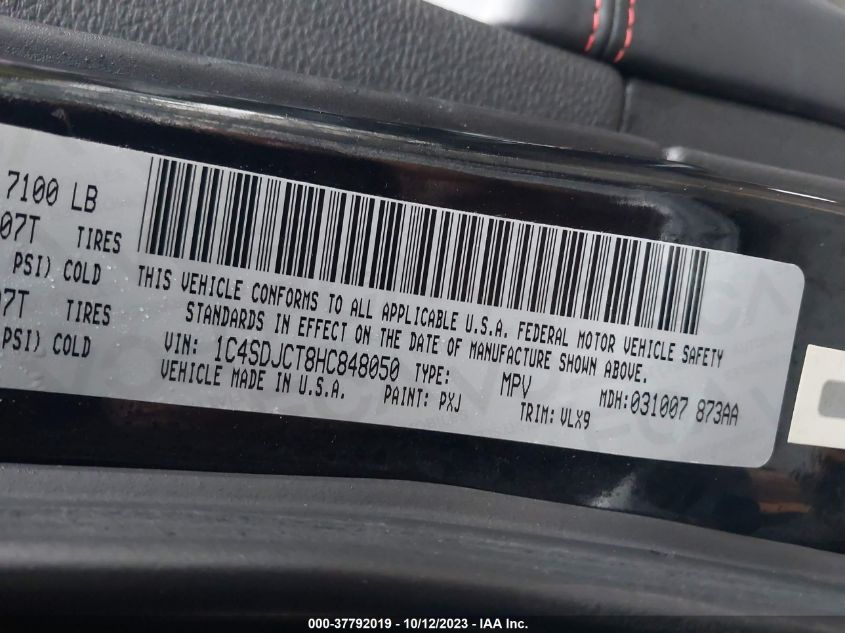 7100 LB
07T TIRES
PSI) COLD
07T TIRES
PSI) COLD
THIS VEHICLE CONFORMS TO ALL APPLICABLE U.S.A. FEDERAL MOTOR VEHICLE SAFETY
STANDARDS IN EFFECT ON THE DATE OF MANUFACTURE SHOWN ABOVE.
VIN: 1C4SDJCT8HC848050 TYPE: MPV MDH:031007 873AA
VEHICLE MADE IN U.S.A. PAINT: PXJ TRIM: VLX9
000-37792019 - 10/12/2023 - IAA Inc.